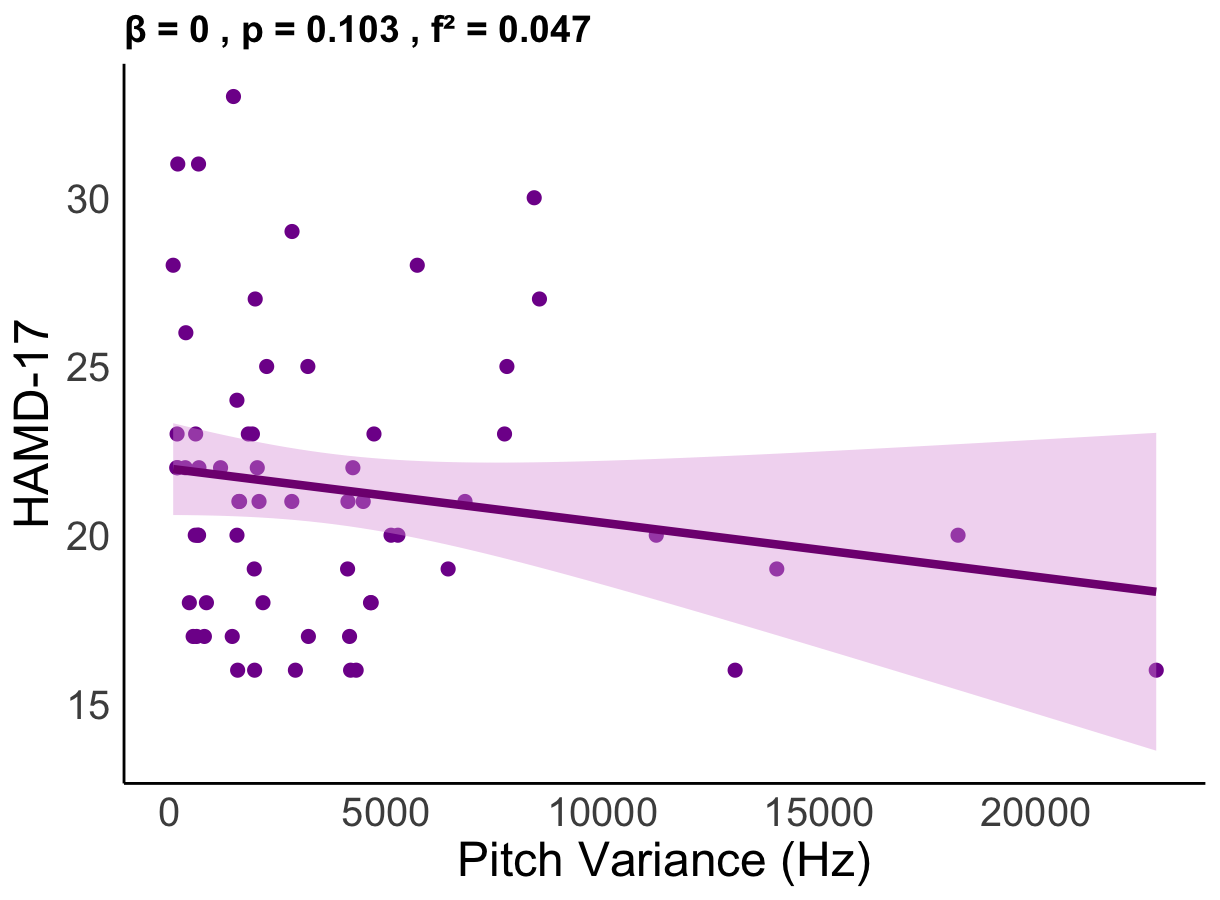 β = 0 , p = 0.103 , f² = 0.047
HAMD-17
30
25
20
15
0 5000 10000 15000 20000
Pitch Variance (Hz)